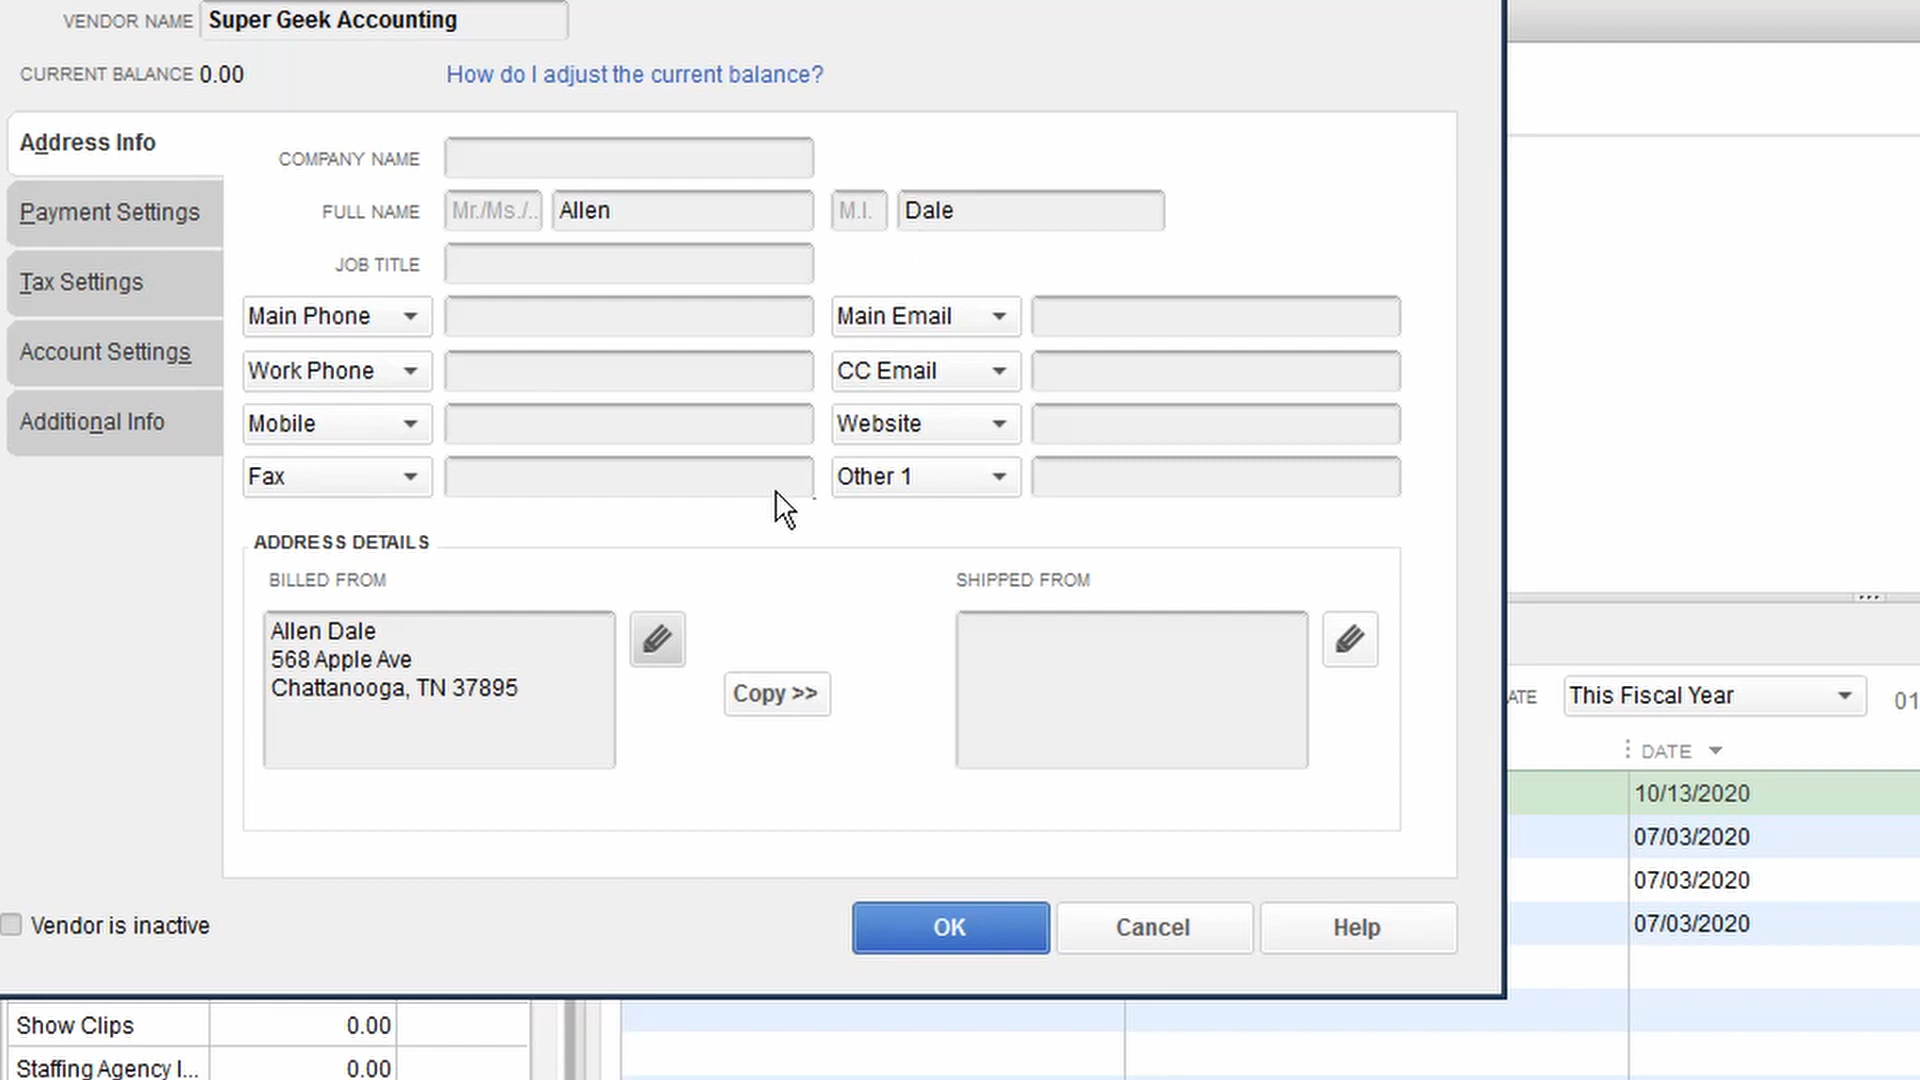 VENDOR NAME Super Geek Accounting
CURRENT BALANCE 0.00 How do I adjust the current balance?
Address Info
Payment Settings
Tax Settings
Account Settings
Additional Info
COMPANY NAME
FULL NAME Mr./Ms./.. Allen M.I. Dale
JOB TITLE
Main Phone Main Email
Work Phone CC Email
Mobile Website
Fax Other 1
ADDRESS DETAILS
BILLED FROM
Allen Dale
568 Apple Ave
Chattanooga, TN 37895
Copy >>
SHIPPED FROM
Vendor is inactive
OK Cancel Help
ATE This Fiscal Year 01
DATE
10/13/2020
07/03/2020
07/03/2020
07/03/2020
Show Clips 0.00
Staffing Agency I... 0.00